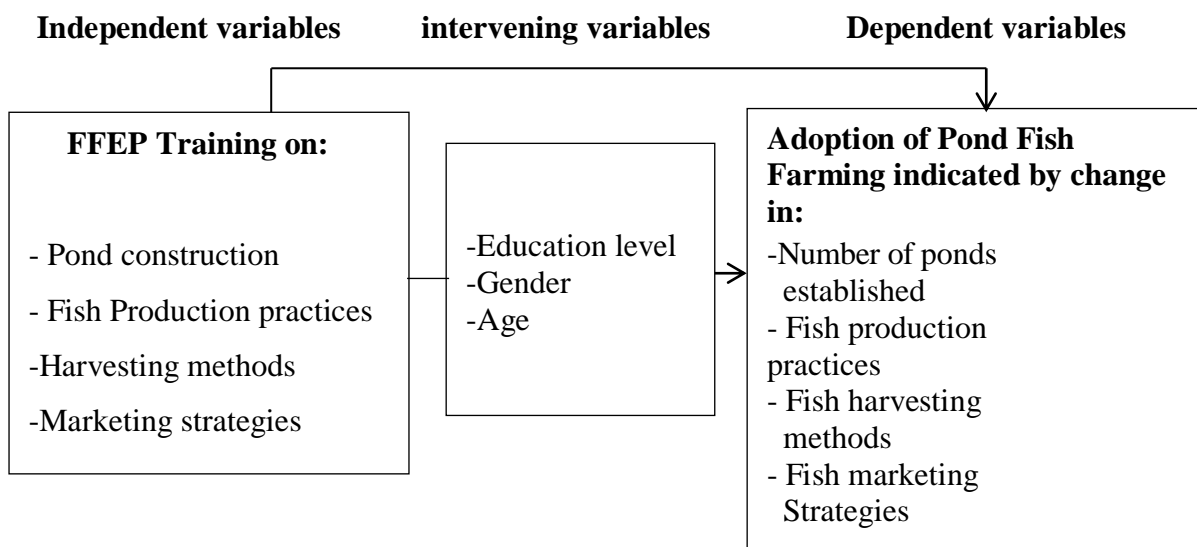 Independent variables
intervening variables
Dependent variables
FFEP Training on:
- Pond construction
- Fish Production practices
-Harvesting methods
-Marketing strategies
-Education level
-Gender
-Age
Adoption of Pond Fish
Farming indicated by change
in:
-Number of ponds
established
- Fish production
practices
- Fish harvesting
methods
- Fish marketing
Strategies